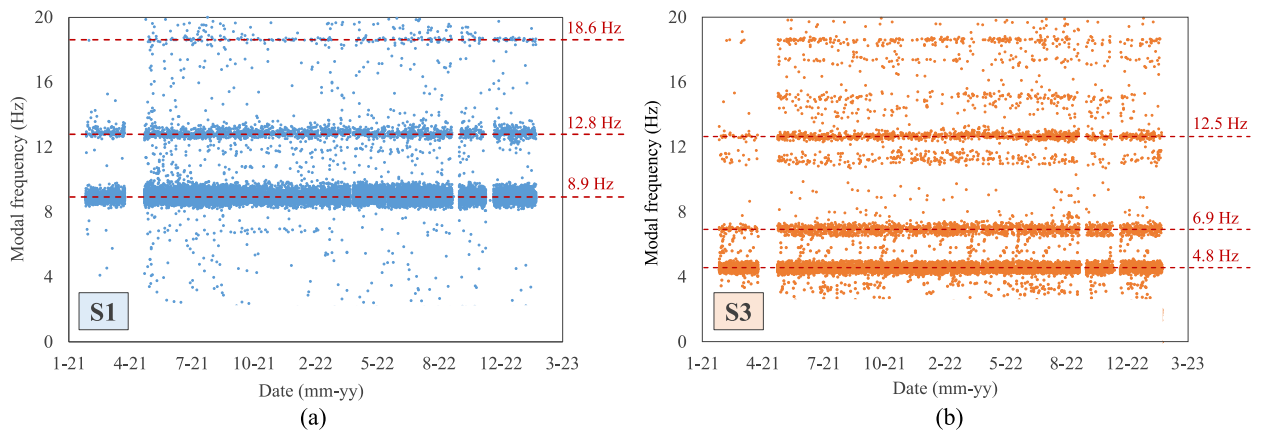 20
16
12
8
4
0
Modal frequency (Hz)
18.6 Hz
12.8 Hz
8.9 Hz
S1
1-21 4-21 7-21 10-21 2-22 5-22 8-22 12-22 3-23
Date (mm-yy)
(a)
20
16
12
8
4
0
Modal frequency (Hz)
12.5 Hz
6.9 Hz
4.8 Hz
S3
1-21 4-21 7-21 10-21 2-22 5-22 8-22 12-22 3-23
Date (mm-yy)
(b)